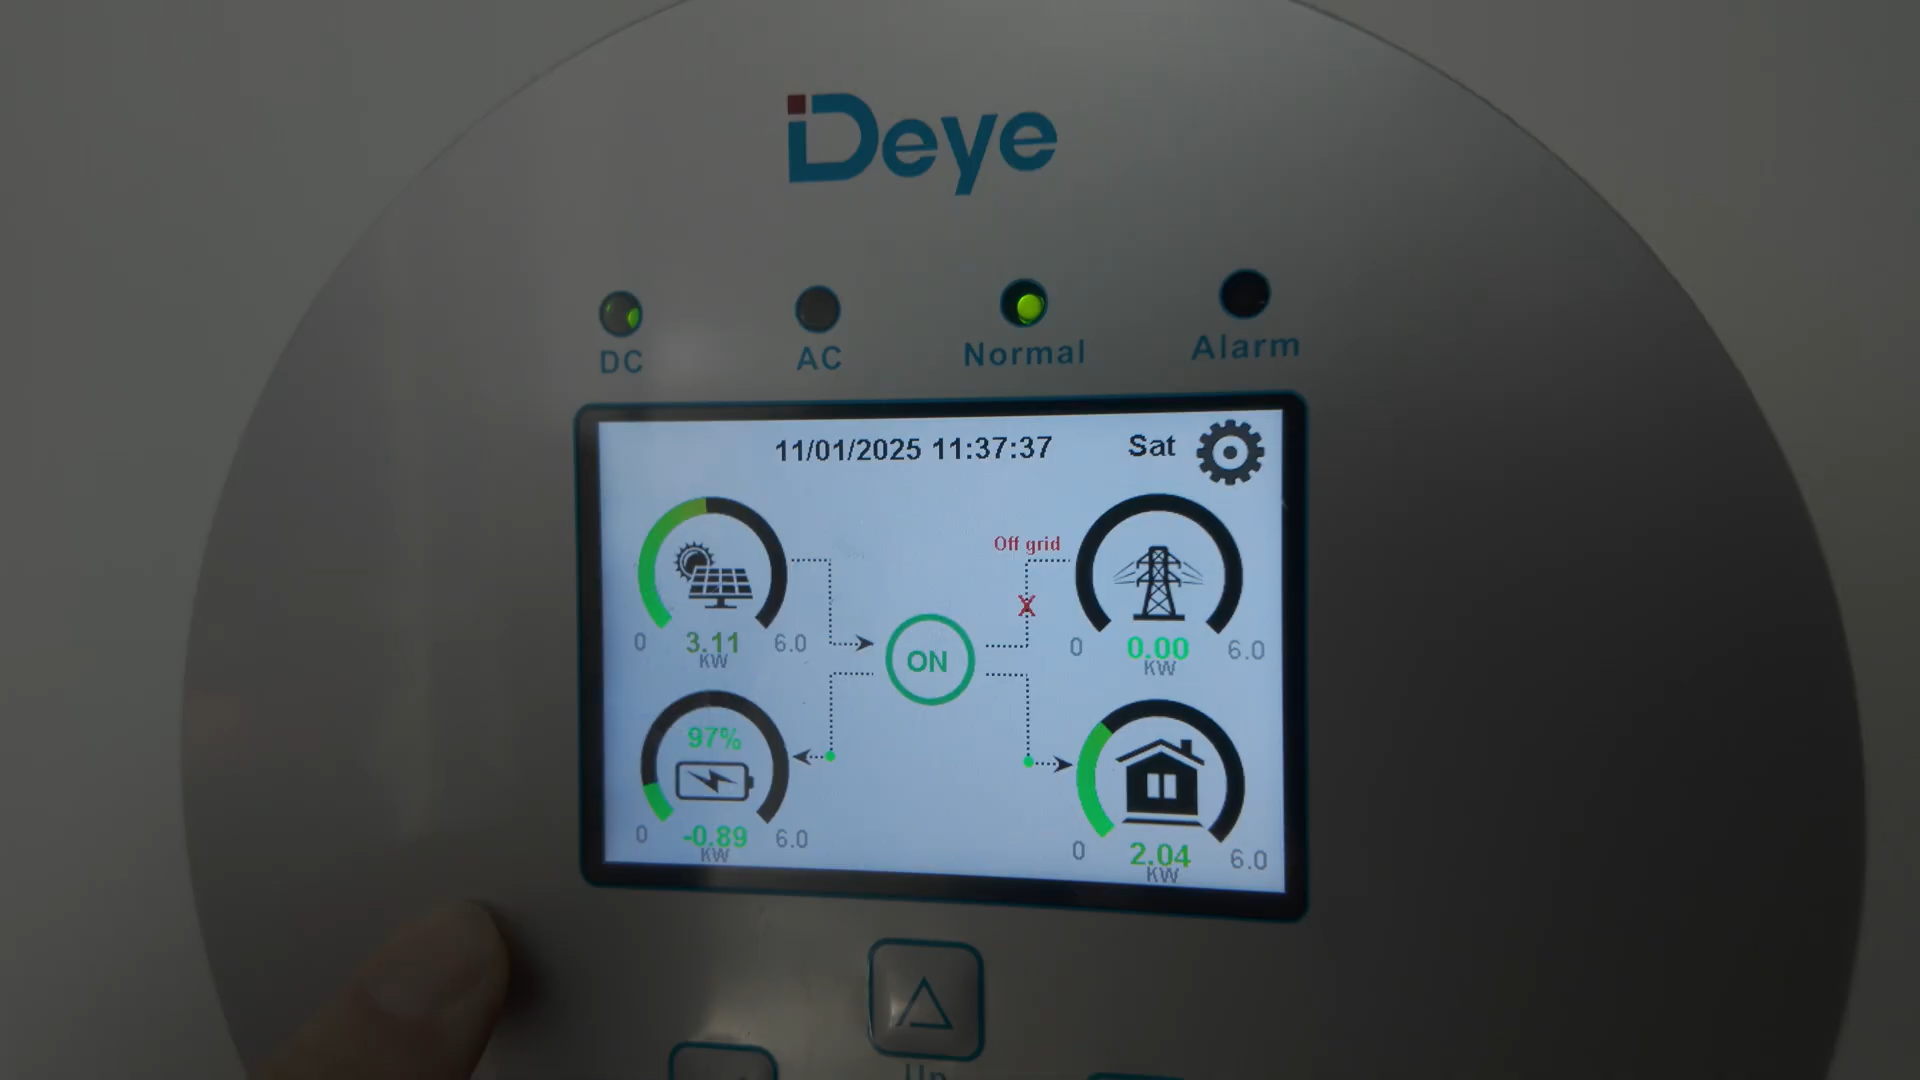 Deye
DC AC Normal Alarm
11/01/2025 11:37:37 Sat
Off grid
0 3.11 6.0
KW
0 0.00 6.0
KW
ON
X
97%
0 -0.89 6.0
KW
0 2.04 6.0
KW
Up